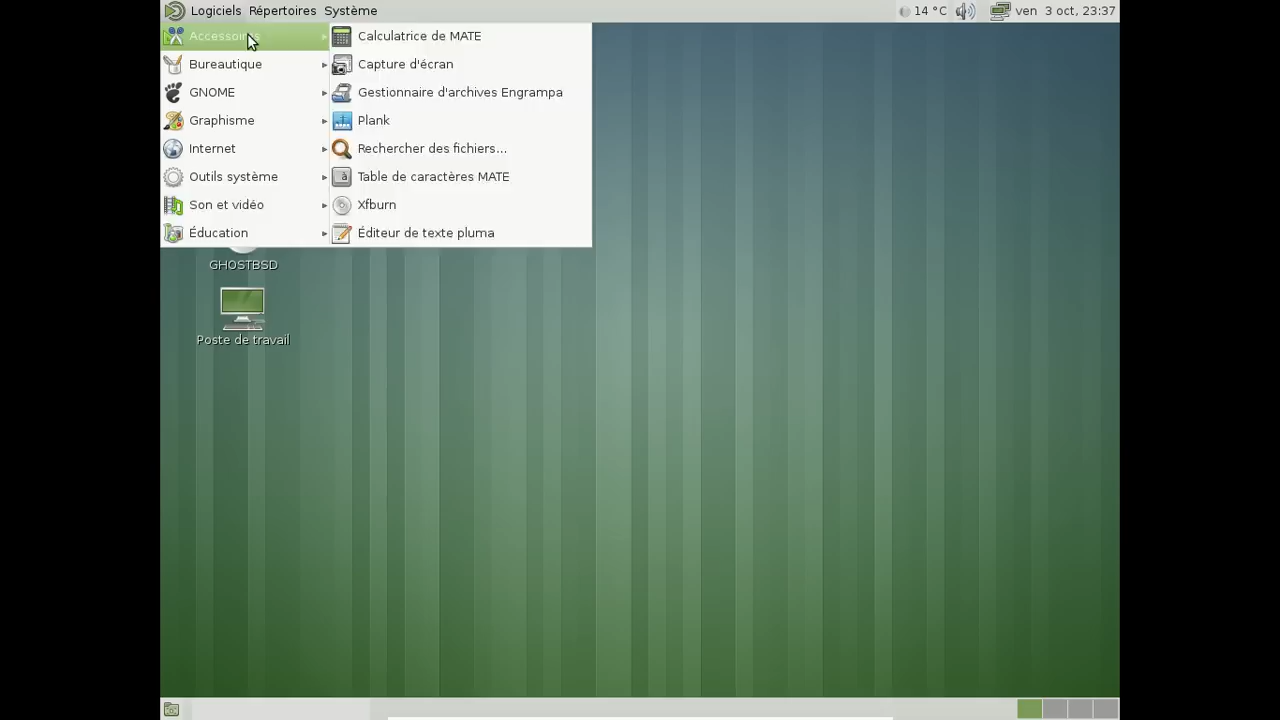 Logiciels Répertoires Système 14 °C ven 3 oct, 23:37
Accessoires Calculatrice de MATE
Bureautique Capture d'écran
GNOME Gestionnaire d'archives Engrampa
Graphisme Plank
Internet Rechercher des fichiers...
Outils système Table de caractères MATE
Son et vidéo Xfburn
Éducation Éditeur de texte pluma
GHOSTBSD
Poste de travail